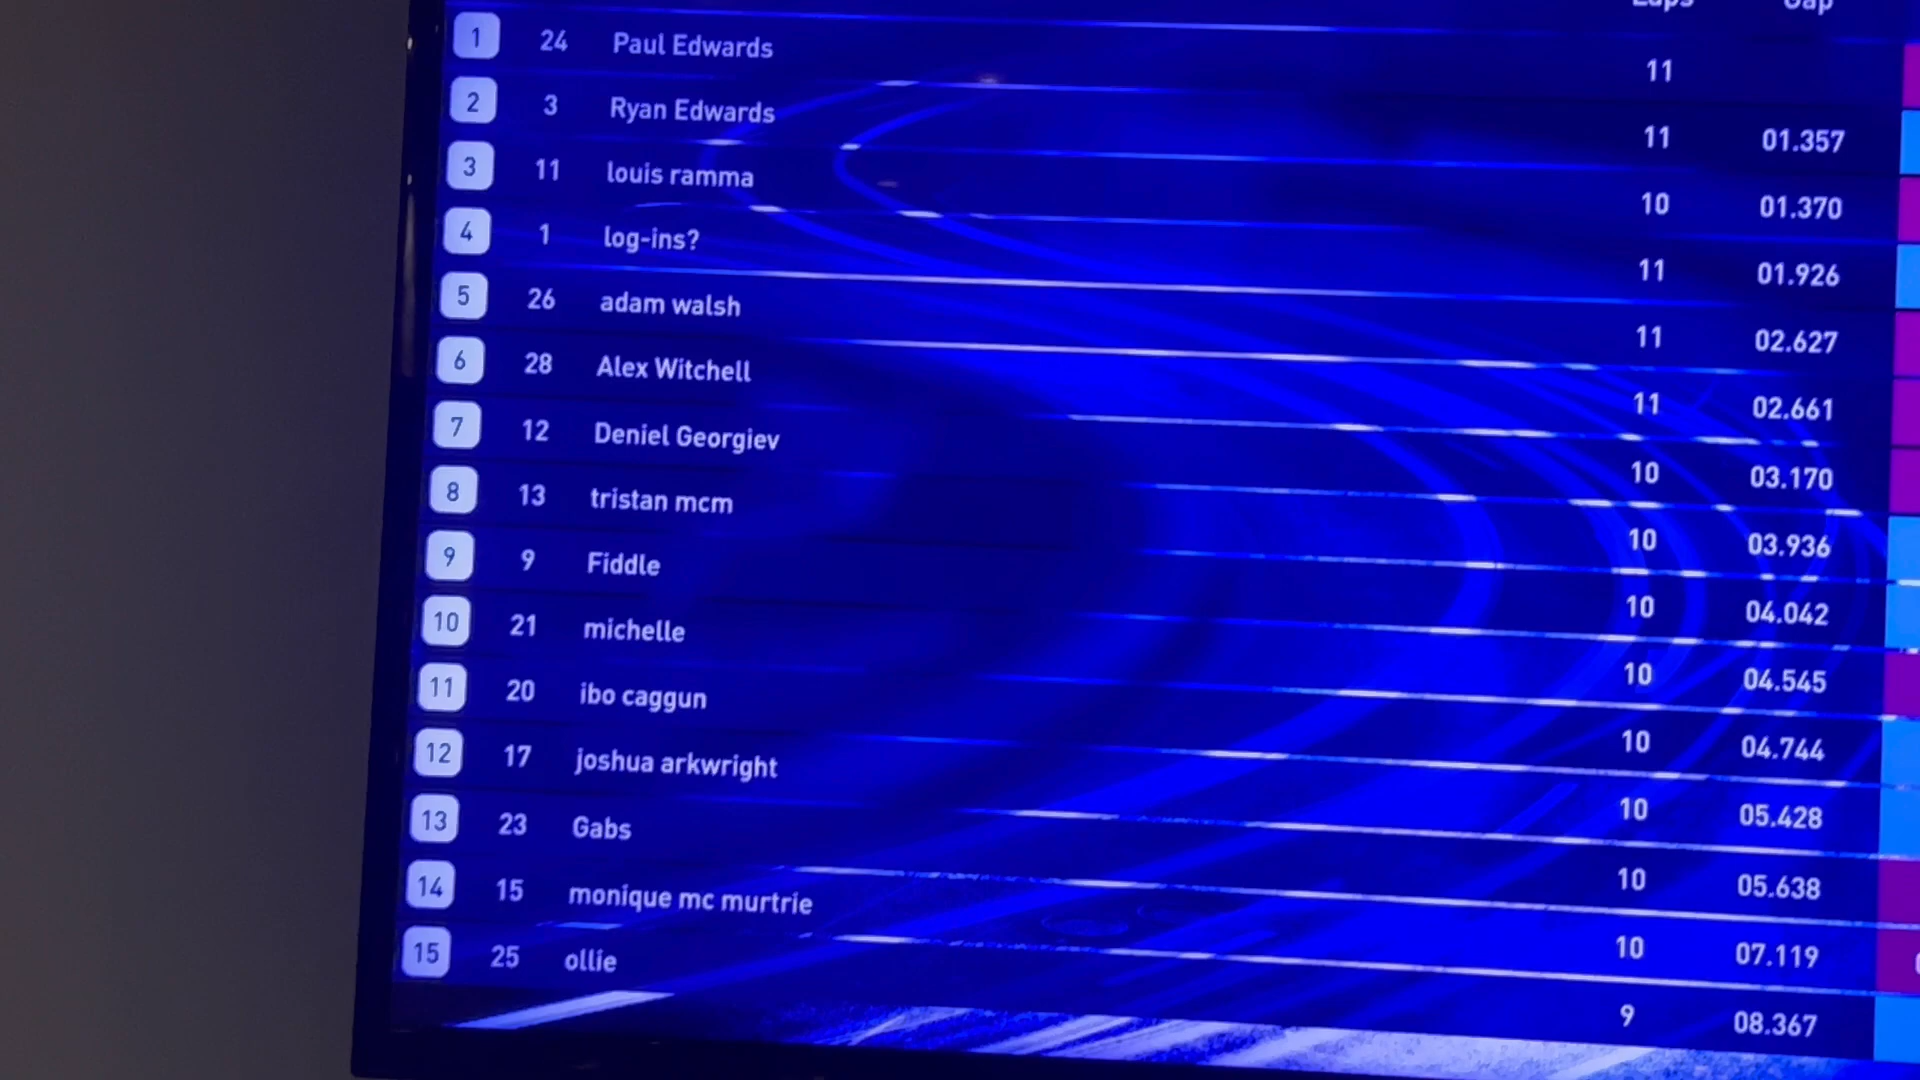 Laps Gap
1 24 Paul Edwards 11
2 3 Ryan Edwards 11 01.357
3 11 louis ramma 10 01.370
4 1 log-ins? 11 01.926
5 26 adam walsh 11 02.627
6 28 Alex Witchell 11 02.661
7 12 Deniel Georgiev 10 03.170
8 13 tristan mcm 10 03.936
9 9 Fiddle 10 04.042
10 21 michelle 10 04.545
11 20 ibo caggun 10 04.744
12 17 joshua arkwright 10 05.428
13 23 Gabs 10 05.638
14 15 monique mc murtrie 10 07.119
15 25 ollie 9 08.367